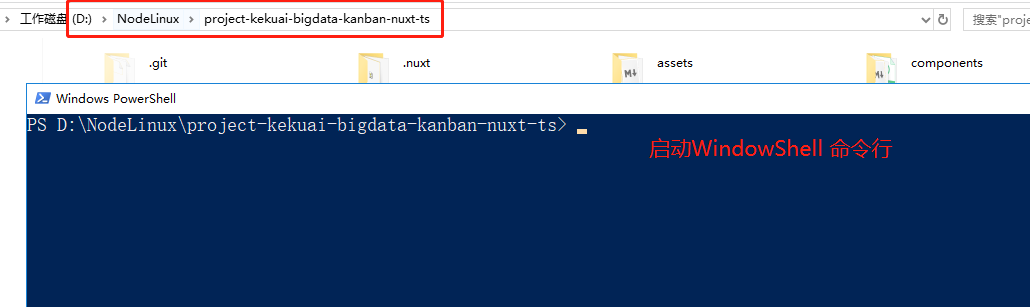 工作磁盘 (D:) > NodeLinux > project-kekuai-bigdata-kanban-nuxt-ts
搜索"proj
.git
.nuxt
assets
components
Windows PowerShell
PS D:\NodeLinux\project-kekuai-bigdata-kanban-nuxt-ts>
启动WindowShell 命令行